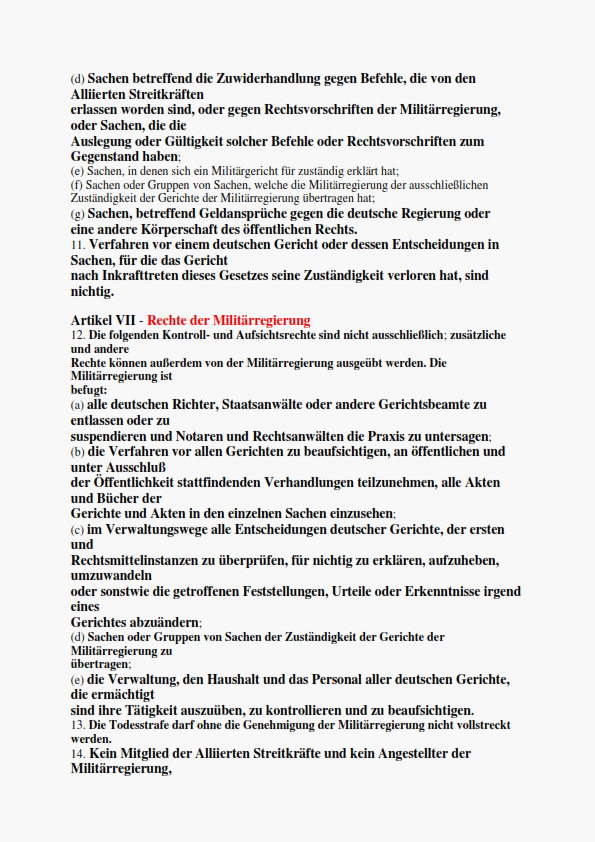 (d) Sachen betreffend die Zuwiderhandlung gegen Befehle, die von den
Alliierten Streitkräften
erlassen worden sind, oder gegen Rechtsvorschriften der Militärregierung,
oder Sachen, die die
Auslegung oder Gültigkeit solcher Befehle oder Rechtsvorschriften zum
Gegenstand haben;
(e) Sachen, in denen sich ein Militärgericht für zuständig erklärt hat;
(f) Sachen oder Gruppen von Sachen, welche die Militärregierung der ausschließlichen
Zuständigkeit der Gerichte der Militärregierung übertragen hat;
(g) Sachen, betreffend Geldansprüche gegen die deutsche Regierung oder
eine andere Körperschaft des öffentlichen Rechts.
11. Verfahren vor einem deutschen Gericht oder dessen Entscheidungen in
Sachen, für die das Gericht
nach Inkrafttreten dieses Gesetzes seine Zuständigkeit verloren hat, sind
nichtig.
Artikel VII - Rechte der Militärregierung
12. Die folgenden Kontroll- und Aufsichtsrechte sind nicht ausschließlich; zusätzliche
und andere
Rechte können außerdem von der Militärregierung ausgeübt werden. Die
Militärregierung ist
befugt:
(a) alle deutschen Richter, Staatsanwälte oder andere Gerichtsbeamte zu
entlassen oder zu
suspendieren und Notaren und Rechtsanwälten die Praxis zu untersagen;
(b) die Verfahren vor allen Gerichten zu beaufsichtigen, an öffentlichen und
unter Ausschluß
der Öffentlichkeit stattfindenden Verhandlungen teilzunehmen, alle Akten
und Bücher der
Gerichte und Akten in den einzelnen Sachen einzusehen;
(c) im Verwaltungswege alle Entscheidungen deutscher Gerichte, der ersten
und
Rechtsmittelinstanzen zu überprüfen, für nichtig zu erklären, aufzuheben,
umzuwandeln
oder sonstwie die getroffenen Feststellungen, Urteile oder Erkenntnisse irgend
eines
Gerichtes abzuändern;
(d) Sachen oder Gruppen von Sachen der Zuständigkeit der Gerichte der
Militärregierung zu
übertragen;
(e) die Verwaltung, den Haushalt und das Personal aller deutschen Gerichte,
die ermächtigt
sind ihre Tätigkeit auszuüben, zu kontrollieren und zu beaufsichtigen.
13. Die Todesstrafe darf ohne die Genehmigung der Militärregierung nicht vollstreckt
werden.
14. Kein Mitglied der Alliierten Streitkräfte und kein Angestellter der
Militärregierung,